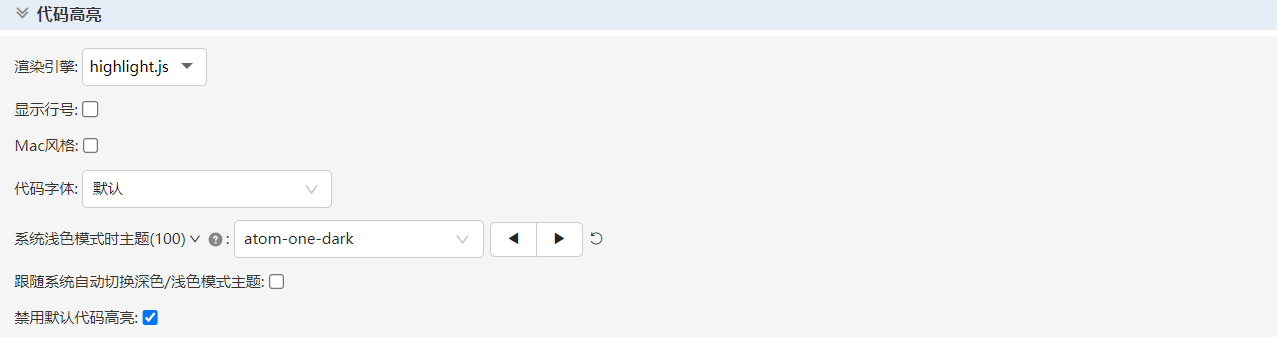 代码高亮
渲染引擎: highlight.js
显示行号:
Mac风格:
代码字体: 默认
系统浅色模式时主题(100) ? : atom-one-dark
跟随系统自动切换深色/浅色模式主题:
禁用默认代码高亮: